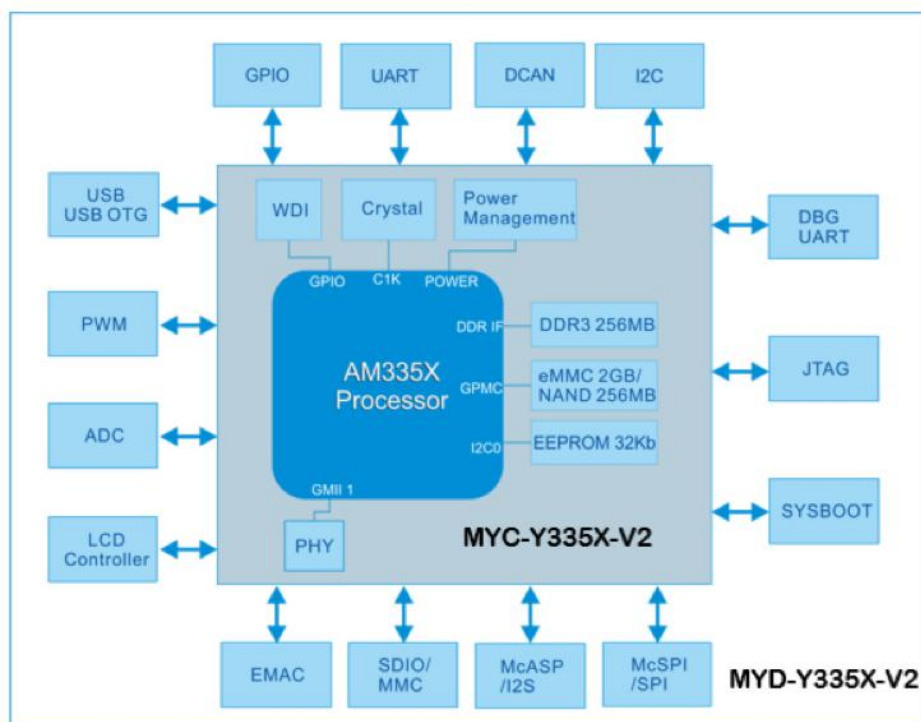 GPIO
UART
DCAN
I2C
USB
USB OTG
WDI
Crystal
Power
Management
DBG
UART
GPIO
C1K
POWER
PWM
DDR IF
DDR3 256MB
AM335X
Processor
GPMC
eMMC 2GB/
NAND 256MB
JTAG
ADC
I2C0
EEPROM 32Kb
GMII 1
SYSBOOT
LCD
Controller
PHY
MYC-Y335X-V2
EMAC
SDIO/
MMC
McASP
/I2S
McSPI
/SPI
MYD-Y335X-V2